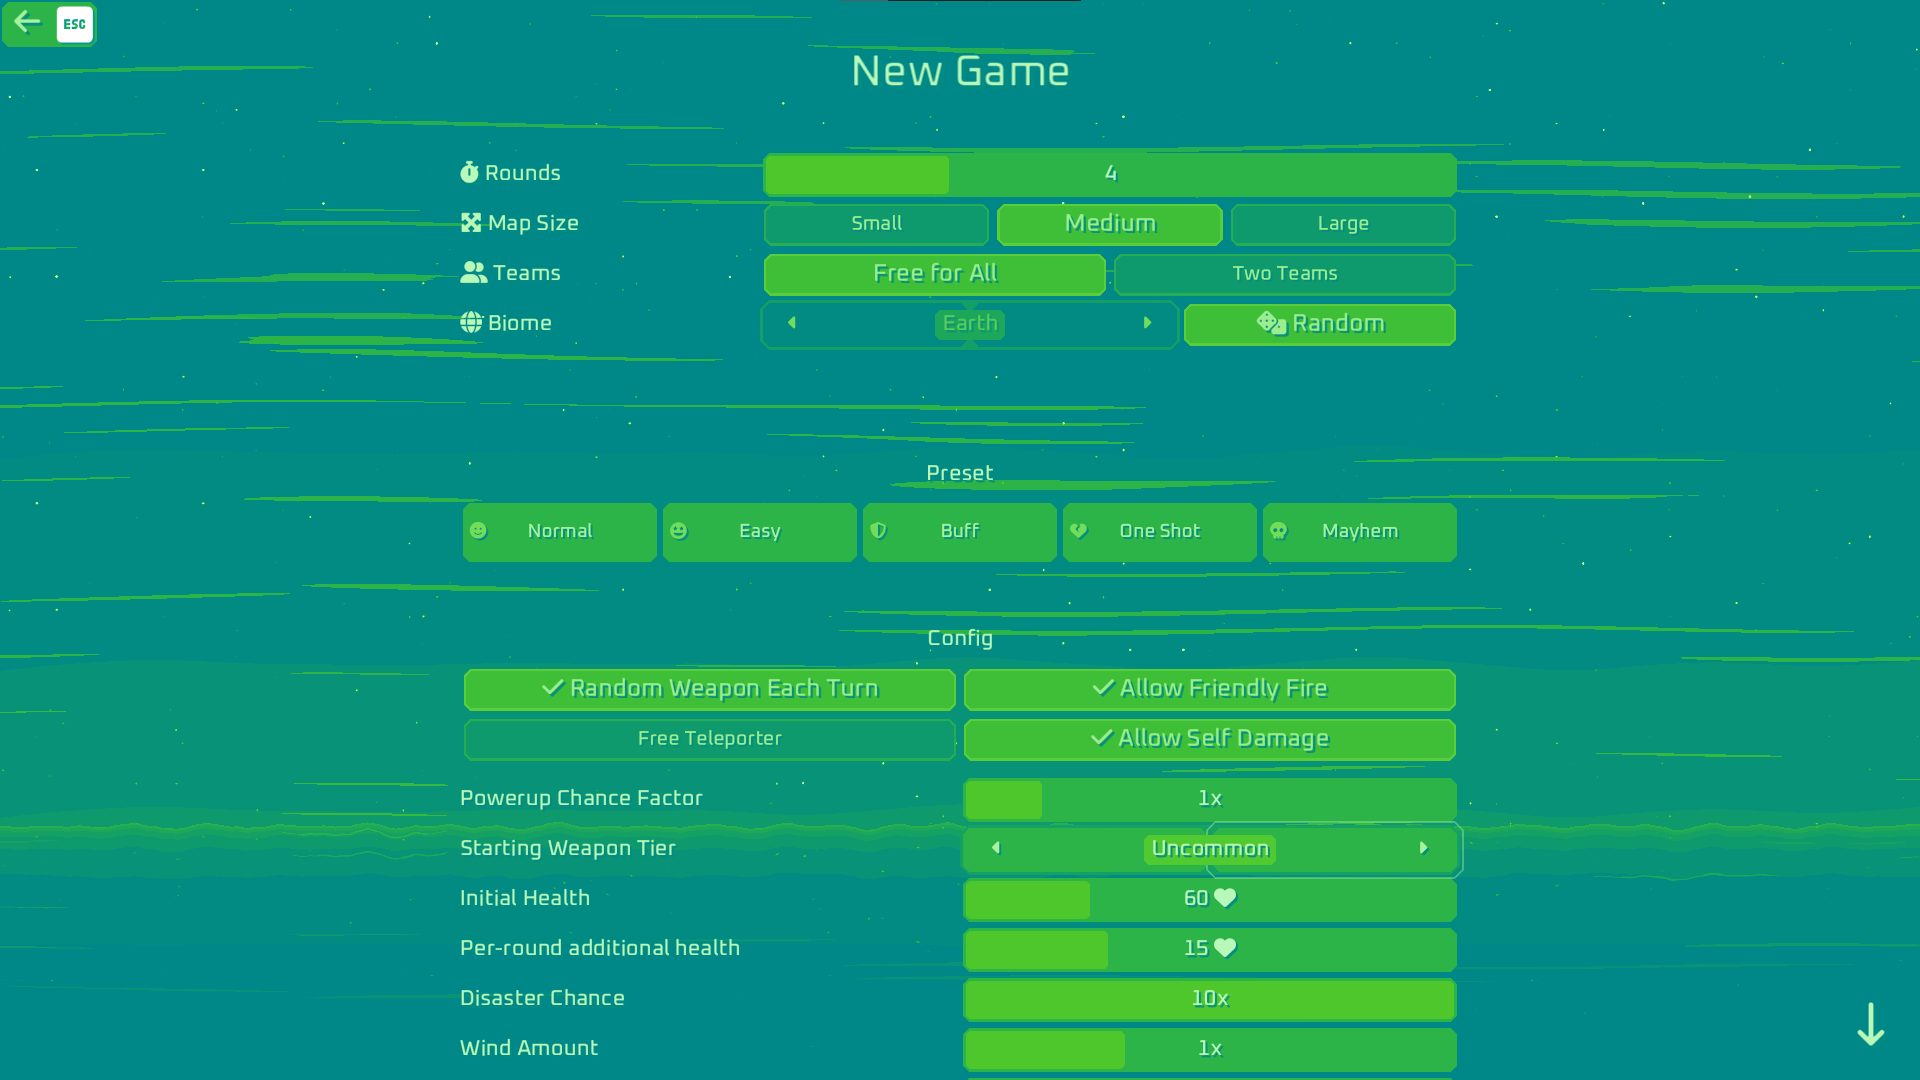 ESC
New Game
Rounds 4
Map Size Small Medium Large
Teams Free for All Two Teams
Biome Earth Random
Preset
Normal Easy Buff One Shot Mayhem
Config
Random Weapon Each Turn Allow Friendly Fire
Free Teleporter Allow Self Damage
Powerup Chance Factor 1x
Starting Weapon Tier Uncommon
Initial Health 60
Per-round additional health 15
Disaster Chance 10x
Wind Amount 1x